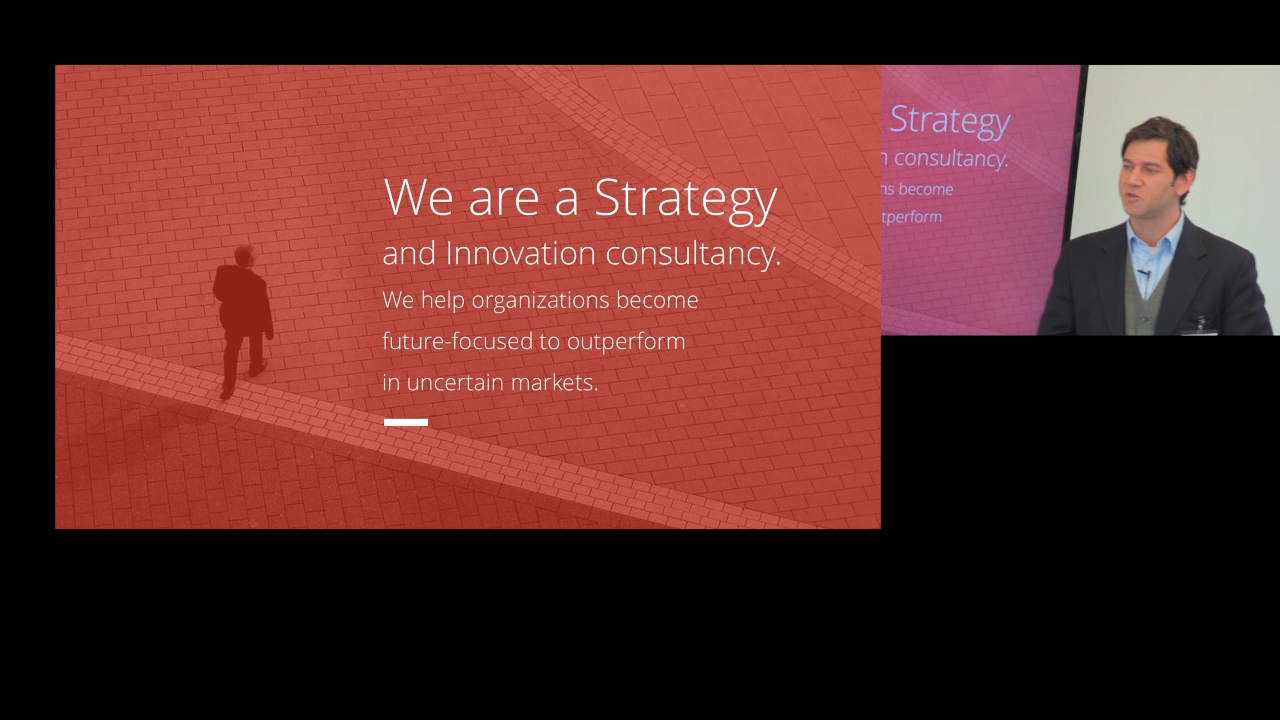 We are a Strategy
and Innovation consultancy.
We help organizations become
future-focused to outperform
in uncertain markets.
Strategy
n consultancy.
ns become
tperform